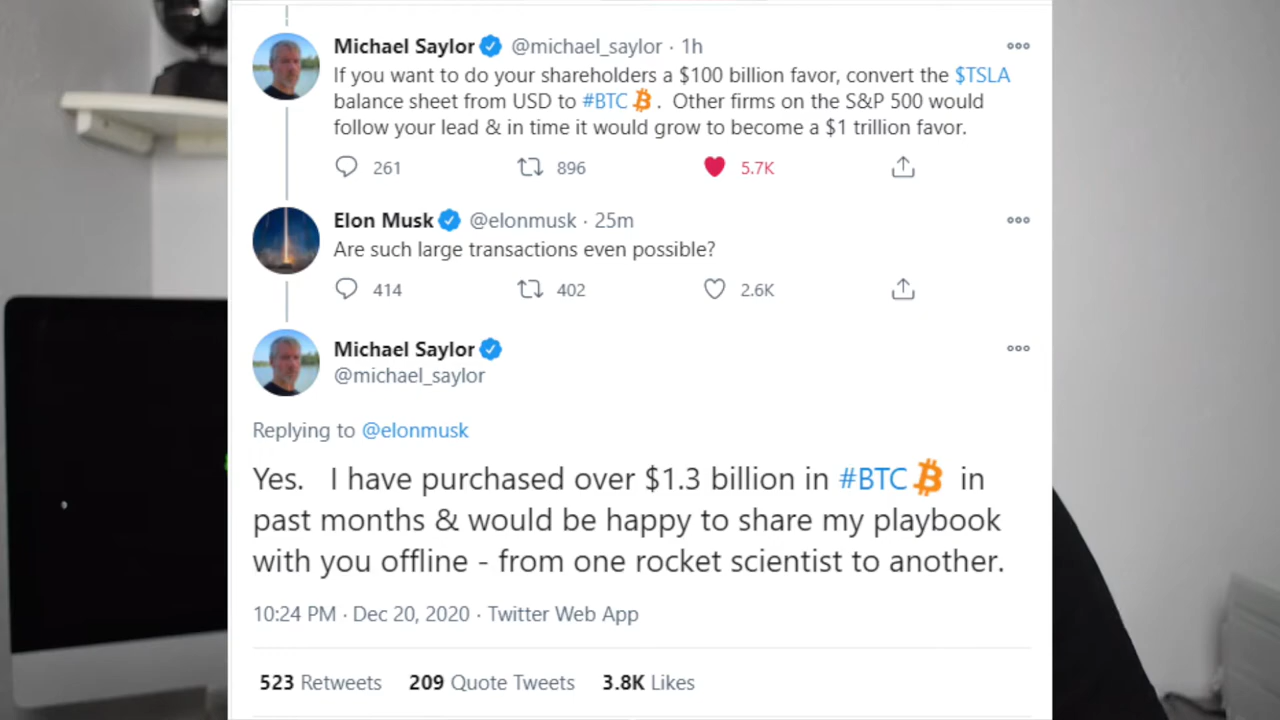 Michael Saylor @michael_saylor · 1h
If you want to do your shareholders a $100 billion favor, convert the $TSLA
balance sheet from USD to #BTC. Other firms on the S&P 500 would
follow your lead & in time it would grow to become a $1 trillion favor.
261 896 5.7K
Elon Musk @elonmusk · 25m
Are such large transactions even possible?
414 402 2.6K
Michael Saylor
@michael_saylor
Replying to @elonmusk
Yes. I have purchased over $1.3 billion in #BTC in
past months & would be happy to share my playbook
with you offline - from one rocket scientist to another.
10:24 PM · Dec 20, 2020 · Twitter Web App
523 Retweets 209 Quote Tweets 3.8K Likes